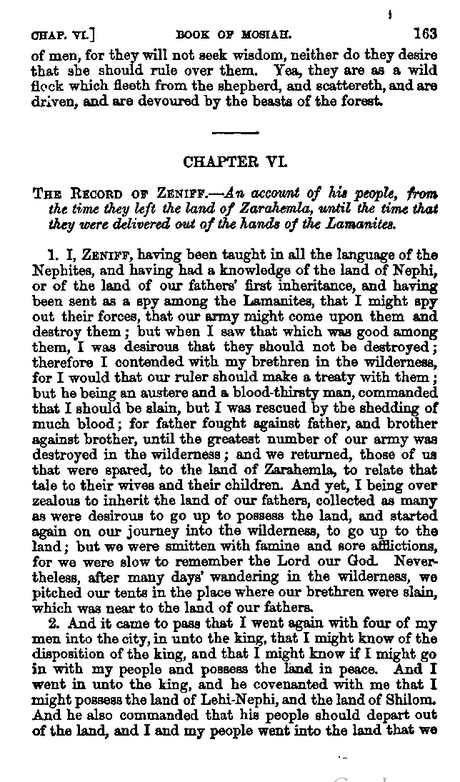 CHAP. VI.] BOOK OF MOSIAH. 163
of men, for they will not seek wisdom, neither do they desire
that she should rule over them. Yea, they are as a wild
flock which fleeth from the shepherd, and scattereth, and are
driven, and are devoured by the beasts of the forest.
CHAPTER VI.
THE RECORD OF ZENIFF.—An account of his people, from
the time they left the land of Zarahemla, until the time that
they were delivered out of the hands of the Lamanites.
1. I, ZENIFF, having been taught in all the language of the
Nephites, and having had a knowledge of the land of Nephi,
or of the land of our fathers' first inheritance, and having
been sent as a spy among the Lamanites, that I might spy
out their forces, that our army might come upon them and
destroy them; but when I saw that which was good among
them, I was desirous that they should not be destroyed;
therefore I contended with my brethren in the wilderness,
for I would that our ruler should make a treaty with them;
but he being an austere and a blood-thirsty man, commanded
that I should be slain, but I was rescued by the shedding of
much blood; for father fought against father, and brother
against brother, until the greatest number of our army was
destroyed in the wilderness; and we returned, those of us
that were spared, to the land of Zarahemla, to relate that
tale to their wives and their children. And yet, I being over
zealous to inherit the land of our fathers, collected as many
as were desirous to go up to possess the land, and started
again on our journey into the wilderness, to go up to the
land; but we were smitten with famine and sore afflictions,
for we were slow to remember the Lord our God. Never-
theless, after many days' wandering in the wilderness, we
pitched our tents in the place where our brethren were slain,
which was near to the land of our fathers.
2. And it came to pass that I went again with four of my
men into the city, in unto the king, that I might know of the
disposition of the king, and that I might know if I might go
in with my people and possess the land in peace. And I
went in unto the king, and he covenanted with me that I
might possess the land of Lehi-Nephi, and the land of Shilom.
And he also commanded that his people should depart out
of the land, and I and my people went into the land that we